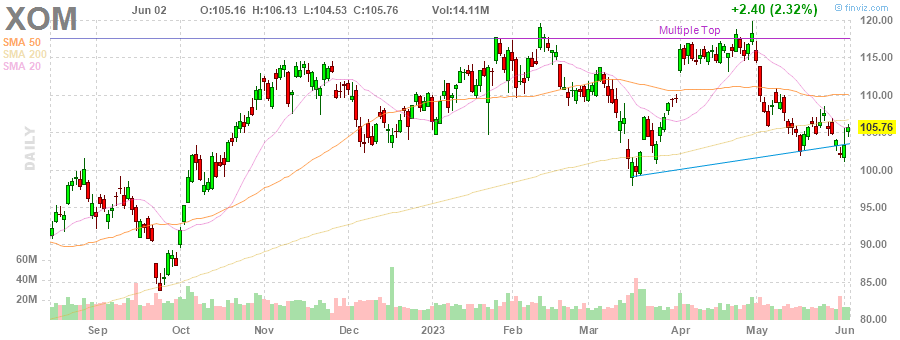 XOM Jun 02 O:105.16 H:106.13 L:104.53 C:105.76 Vol:14.11M +2.40 (2.32%) © finviz.com
SMA 50
SMA 200
SMA 20
DAILY
Multiple Top
120.00
115.00
110.00
105.76
100.00
95.00
90.00
85.00
80.00
60M
40M
20M
Sep Oct Nov Dec 2023 Feb Mar Apr May Jun